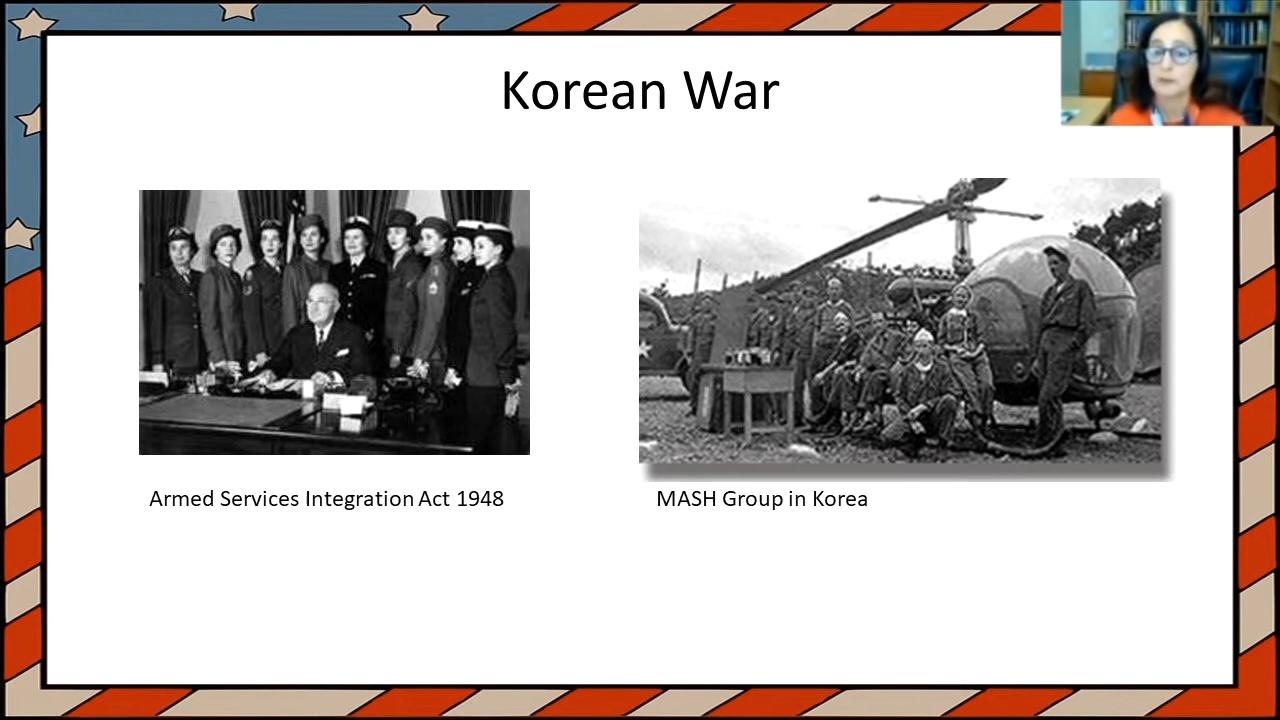 Korean War
Armed Services Integration Act 1948
MASH Group in Korea